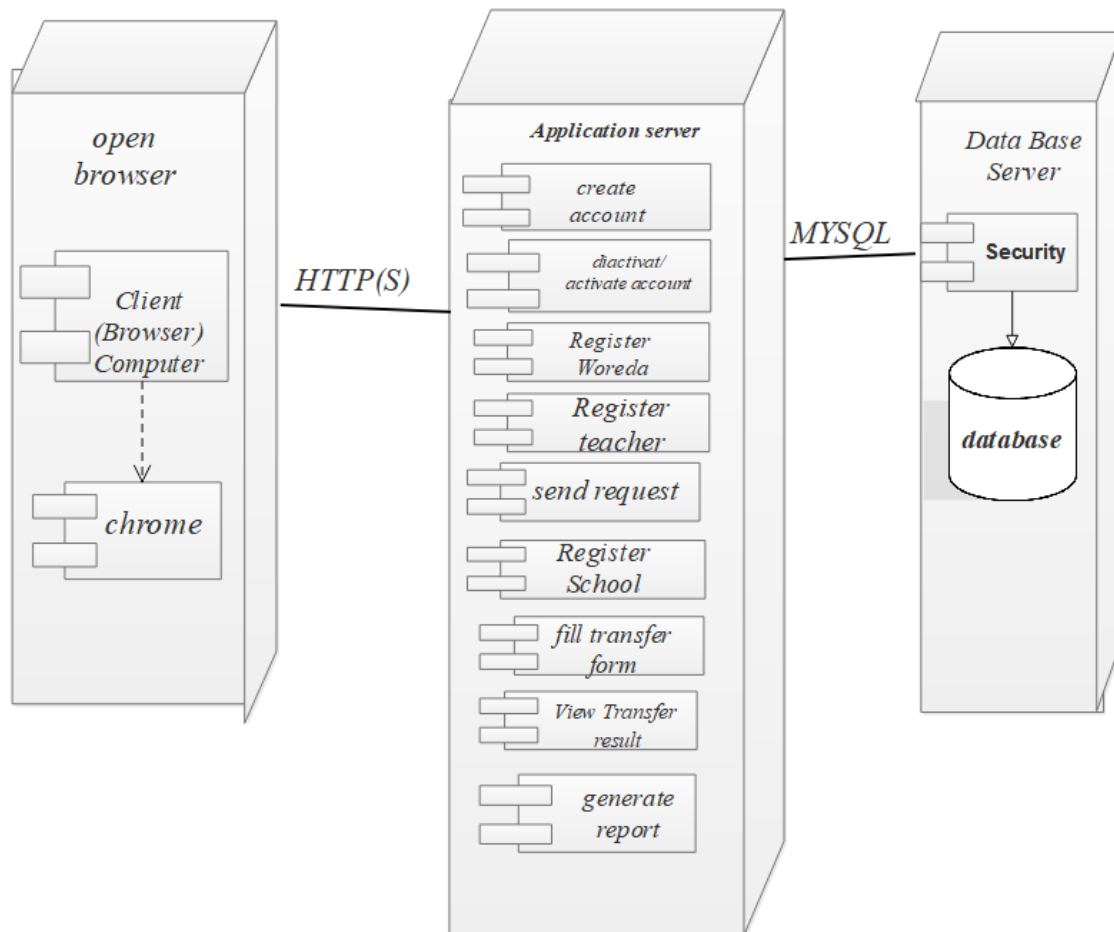 open
browser
Client
(Browser)
Computer
chrome
HTTP(S)
Application server
create
account
diactivat/
activate account
Register
Woreda
Register
teacher
send request
Register
School
fill transfer
form
View Transfer
result
generate
report
MYSQL
Data Base
Server
Security
database